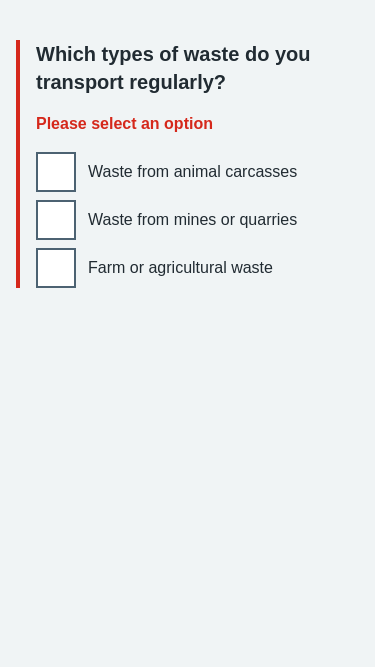 Which types of waste do you
transport regularly?
Please select an option
Waste from animal carcasses
Waste from mines or quarries
Farm or agricultural waste